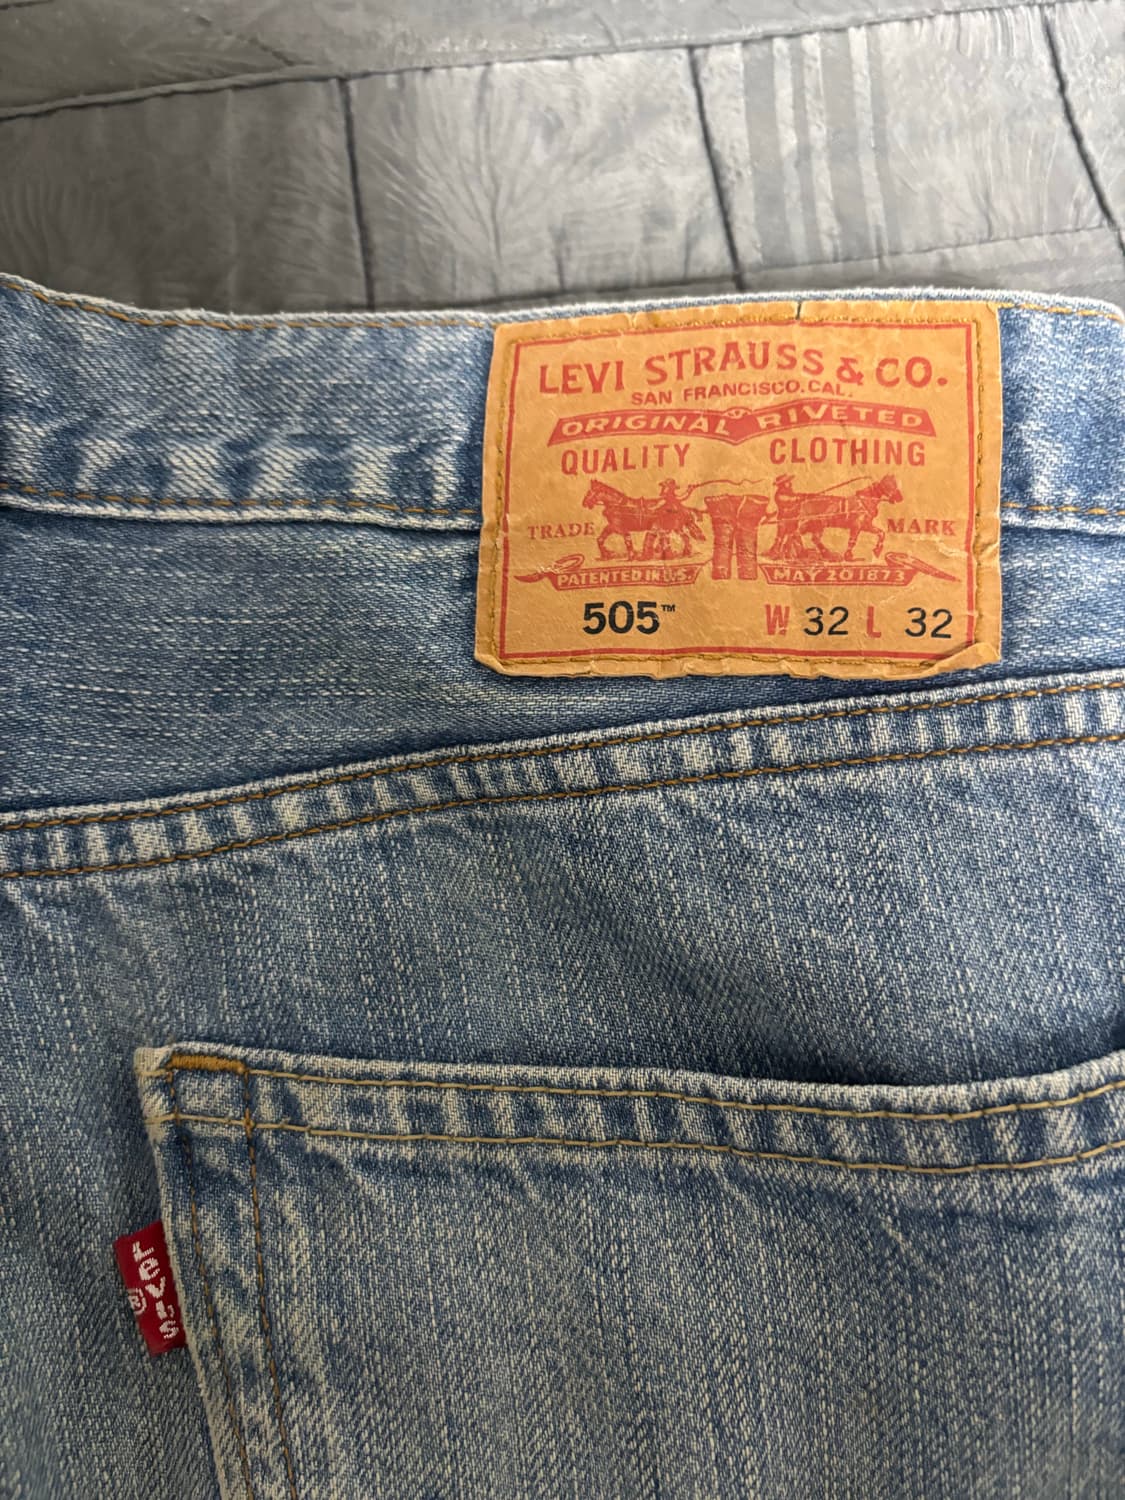 LEVI STRAUSS & CO.
SAN FRANCISCO.CAL.
ORIGINAL RIVETED
QUALITY CLOTHING
TRADE MARK
PATENTED IN U.S. MAY 20 1873
505™ W 32 L 32
LEVI'S
®